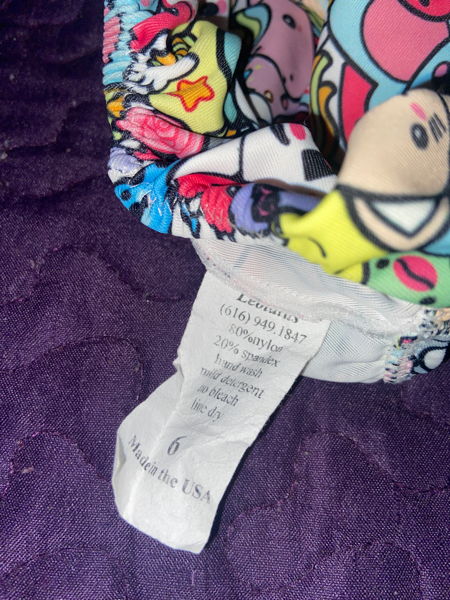 Leotards
(616) 949.1847
80%nylon
20% spandex
hand wash
mild detergent
no bleach
line dry
6
Made in the USA